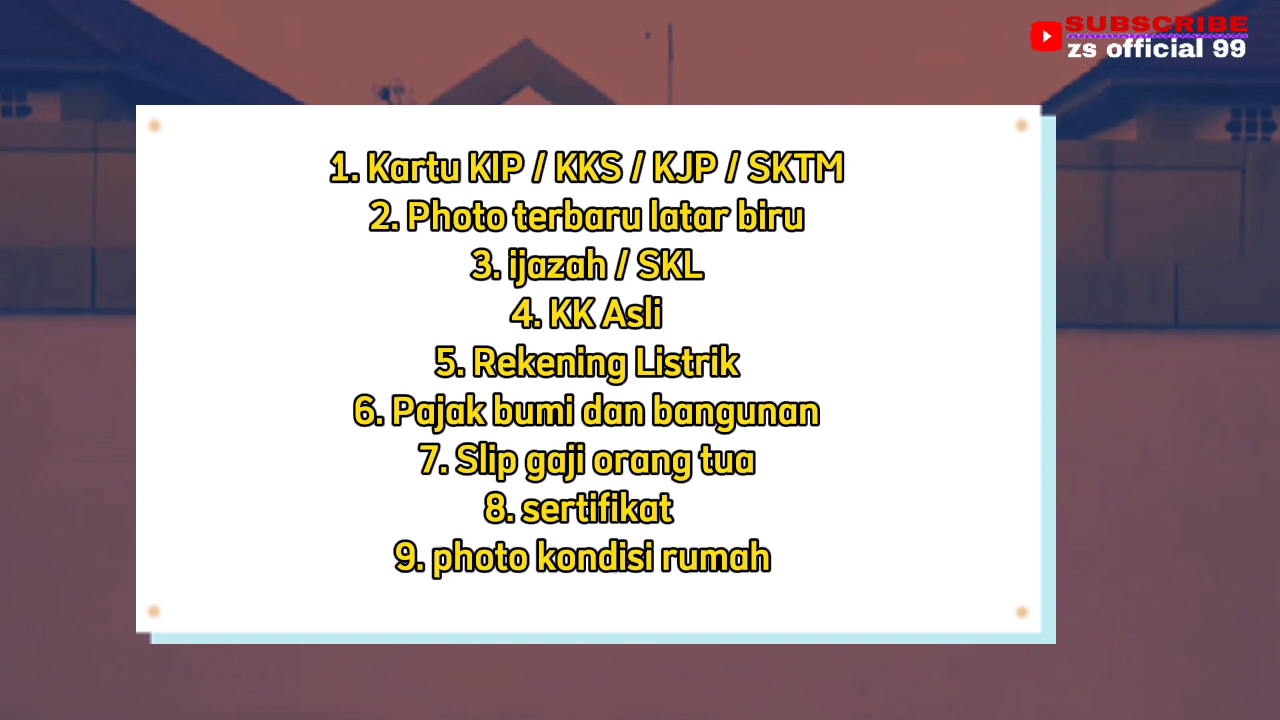 SUBSCRIBE
zs official 99
1. Kartu KIP / KKS / KJP / SKTM
2. Photo terbaru latar biru
3. ijazah / SKL
4. KK Asli
5. Rekening Listrik
6. Pajak bumi dan bangunan
7. Slip gaji orang tua
8. sertifikat
9. photo kondisi rumah